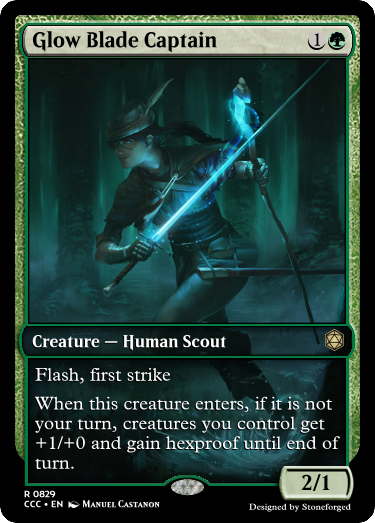 Glow Blade Captain 1
Creature — Human Scout
Flash, first strike
When this creature enters, if it is not
your turn, creatures you control get
+1/+0 and gain hexproof until end of
turn.
2/1
R 0829
CCC • EN Manuel Castanon
Designed by Stoneforged